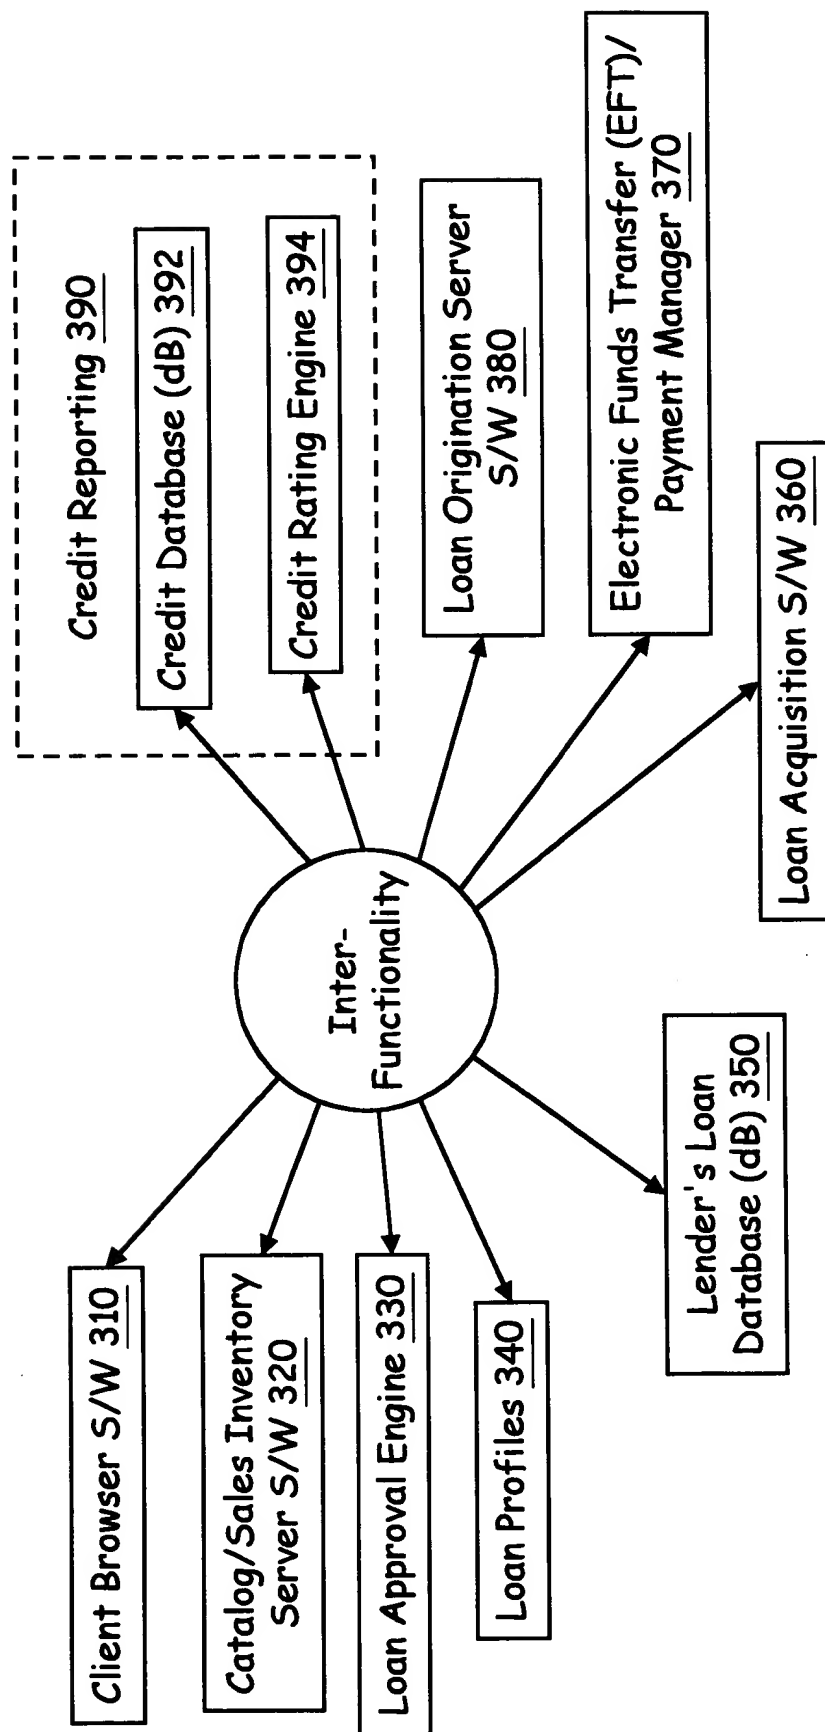 Client Browser S/W 310
Catalog/Sales Inventory
Server S/W 320
Loan Approval Engine 330
Loan Profiles 340
Lender's Loan
Database (dB) 350
Inter-
Functionality
Credit Reporting 390
Credit Database (dB) 392
Credit Rating Engine 394
Loan Origination Server
S/W 380
Electronic Funds Transfer (EFT)/
Payment Manager 370
Loan Acquisition S/W 360